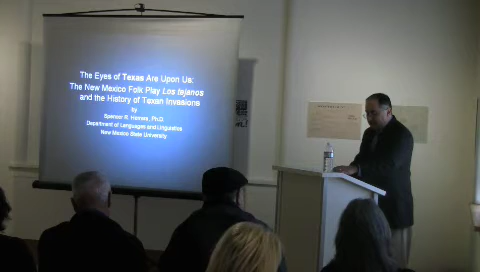 The Eyes of Texas Are Upon Us:
The New Mexico Folk Play Los tejanos
and the History of Texan Invasions
by
Spencer R. Herrera, Ph.D.
Department of Languages and Linguistics
New Mexico State University